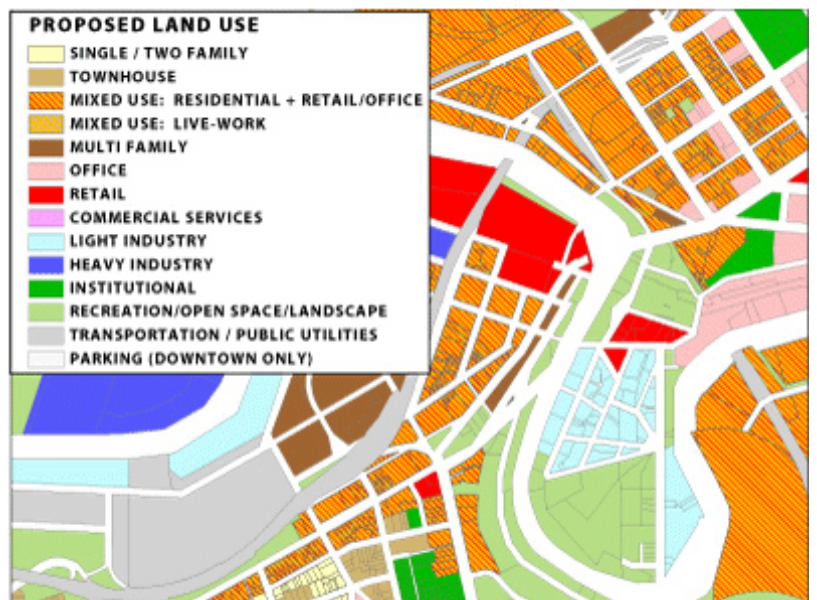 PROPOSED LAND USE
SINGLE / TWO FAMILY
TOWNHOUSE
MIXED USE: RESIDENTIAL + RETAIL/OFFICE
MIXED USE: LIVE-WORK
MULTI FAMILY
OFFICE
RETAIL
COMMERCIAL SERVICES
LIGHT INDUSTRY
HEAVY INDUSTRY
INSTITUTIONAL
RECREATION/OPEN SPACE/LANDSCAPE
TRANSPORTATION / PUBLIC UTILITIES
PARKING (DOWNTOWN ONLY)